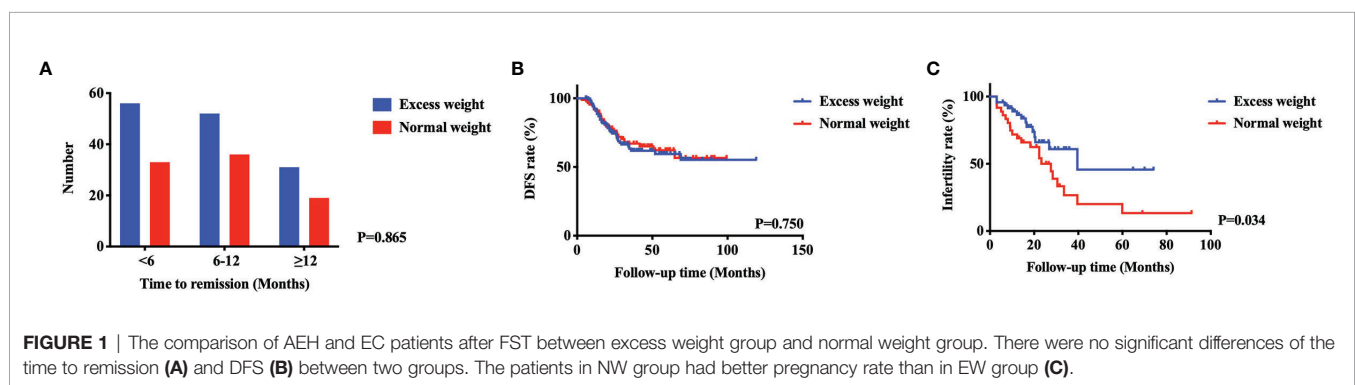 A
60
40
20
0
Number
<6
6-12
≥12
Time to remission (Months)
Excess weight
Normal weight
P=0.865
B
100
50
0
DFS rate (%)
0
50
100
150
Follow-up time (Months)
Excess weight
Normal weight
P=0.750
C
100
50
0
Infertility rate (%)
0
20
40
60
80
100
Follow-up time (Months)
Excess weight
Normal weight
P=0.034
FIGURE 1 | The comparison of AEH and EC patients after FST between excess weight group and normal weight group. There were no significant differences of the
time to remission (A) and DFS (B) between two groups. The patients in NW group had better pregnancy rate than in EW group (C).